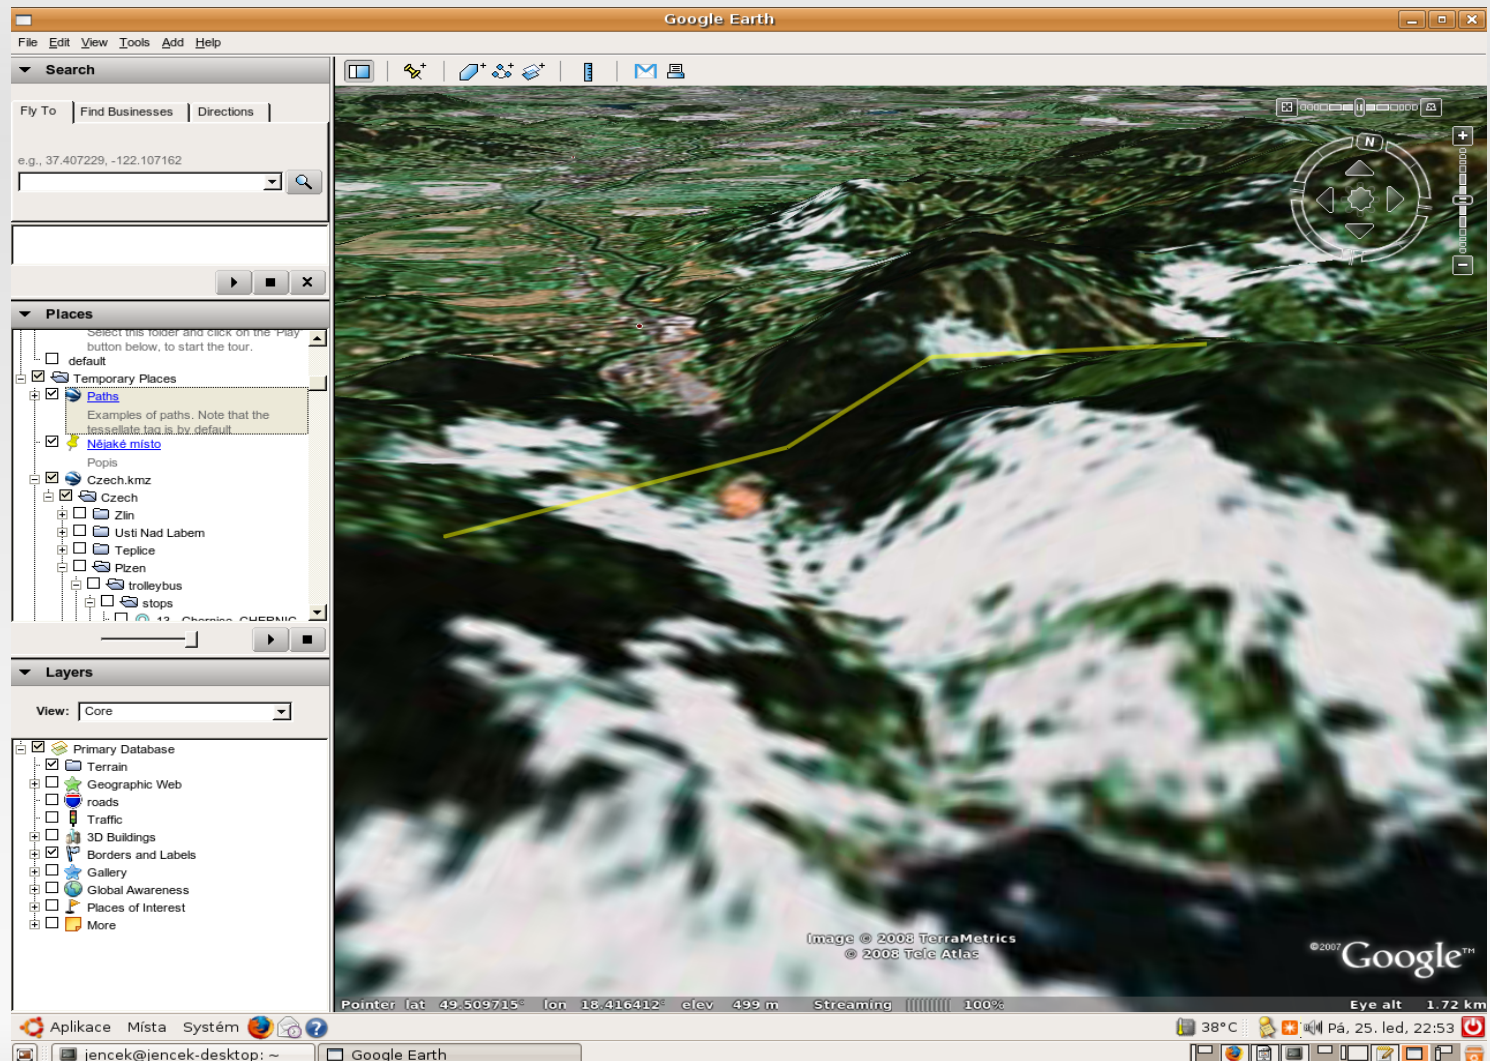 Google Earth
File Edit View Tools Add Help
Search
Fly To Find Businesses Directions
e.g., 37.407229, -122.107162
N
Places
Select this folder and click on the 'Play'
button below, to start the tour.
default
Temporary Places
Paths
Examples of paths. Note that the
tessellate tag is by default
Nějaké místo
Popis
Czech.kmz
Czech
Zlin
Usti Nad Labem
Teplice
Plzen
trolleybus
stops
13 - Chernice, CHERNIC
Layers
View: Core
Primary Database
Terrain
Geographic Web
roads
Traffic
3D Buildings
Borders and Labels
Gallery
Global Awareness
Places of Interest
More
Image © 2008 TerraMetrics
© 2008 Tele Atlas
©2007 Google™
Pointer lat 49.509715° lon 18.416412° elev 499 m Streaming 100% Eye alt 1.72 km
Aplikace Místa Systém 38°C Pá, 25. led, 22:53
jencek@jencek-desktop: ~ Google Earth